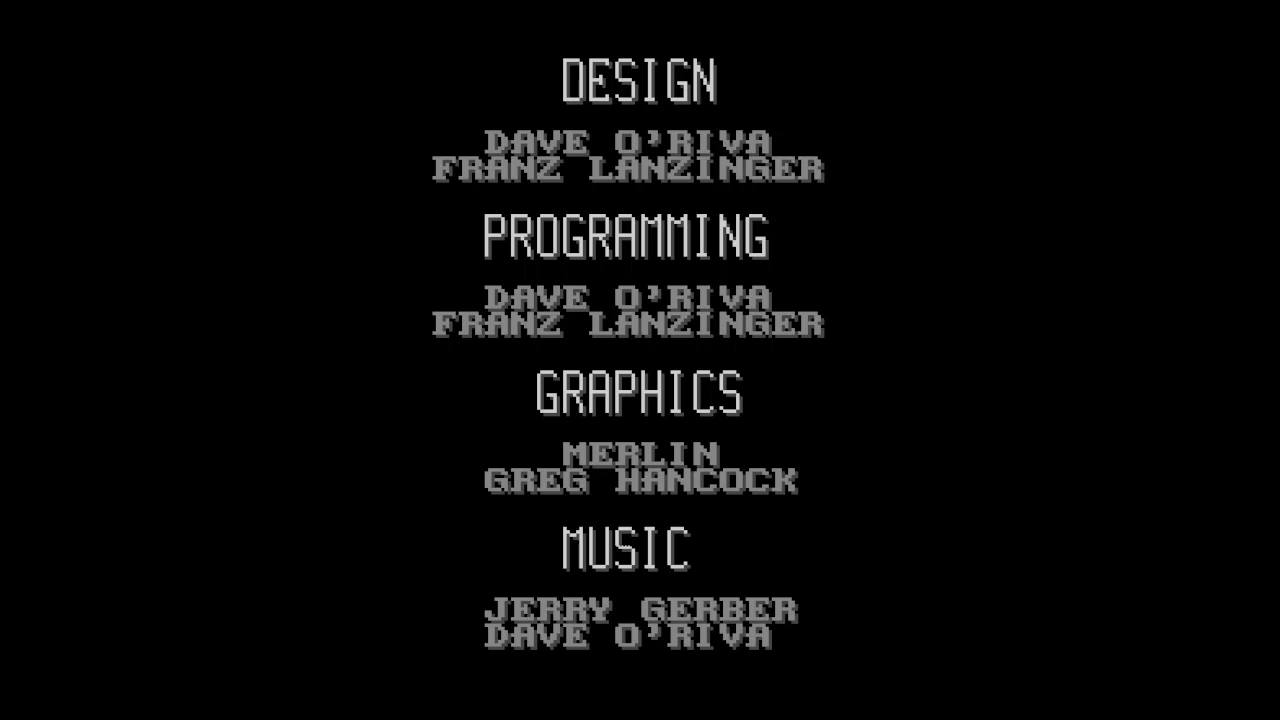 DESIGN
DAVE O'RIVA
FRANZ LANZINGER
PROGRAMMING
DAVE O'RIVA
FRANZ LANZINGER
GRAPHICS
MERLIN
GREG HANCOCK
MUSIC
JERRY GERBER
DAVE O'RIVA